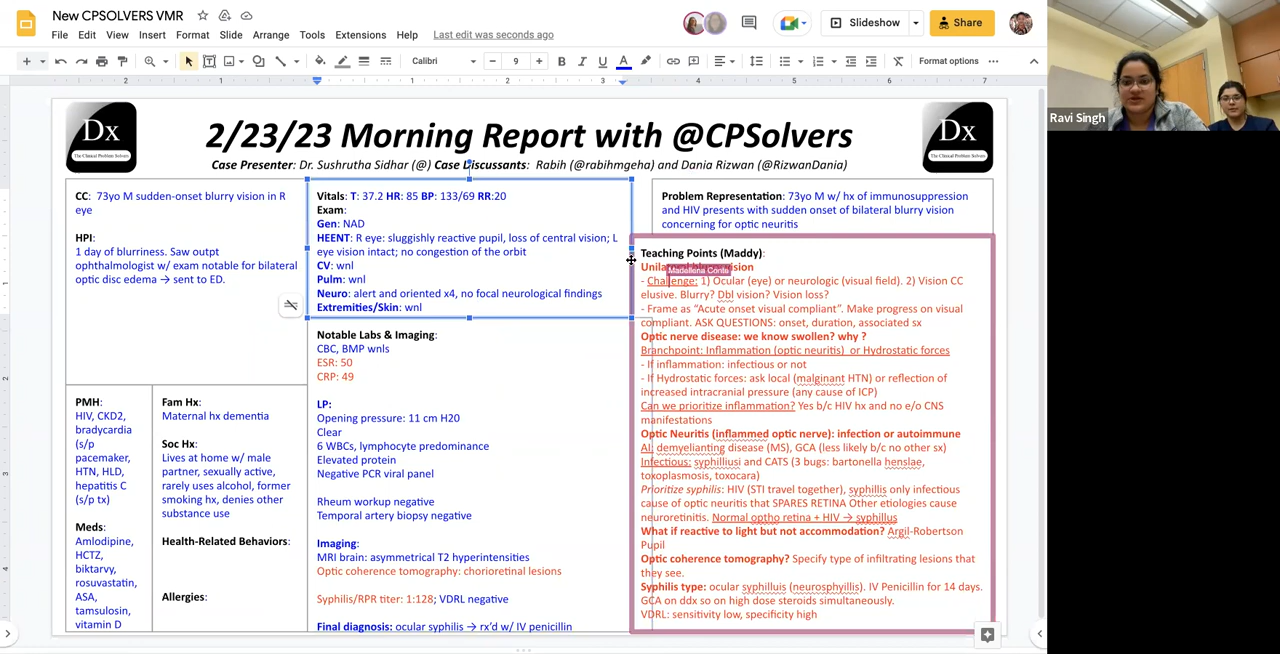 New CPSOLVERS VMR
File Edit View Insert Format Slide Arrange Tools Extensions Help Last edit was seconds ago
Slideshow
Share
Calibri
9
Format options
Ravi Singh
Dx
The Clinical Problem Solvers
2/23/23 Morning Report with @CPSolvers
Case Presenter: Dr. Sushrutha Sidhar (@) Case Discussants: Rabih (@rabihmgeha) and Dania Rizwan (@RizwanDania)
Dx
The Clinical Problem Solvers
CC: 73yo M sudden-onset blurry vision in R
eye
HPI:
1 day of blurriness. Saw outpt
ophthalmologist w/ exam notable for bilateral
optic disc edema → sent to ED.
PMH:
HIV, CKD2,
bradycardia
(s/p
pacemaker,
HTN, HLD,
hepatitis C
(s/p tx)
Meds:
Amlodipine,
HCTZ,
biktarvy,
rosuvastatin,
ASA,
tamsulosin,
vitamin D
Fam Hx:
Maternal hx dementia
Soc Hx:
Lives at home w/ male
partner, sexually active,
rarely uses alcohol, former
smoking hx, denies other
substance use
Health-Related Behaviors:
Allergies:
Vitals: T: 37.2 HR: 85 BP: 133/69 RR:20
Exam:
Gen: NAD
HEENT: R eye: sluggishly reactive pupil, loss of central vision; L
eye vision intact; no congestion of the orbit
CV: wnl
Pulm: wnl
Neuro: alert and oriented x4, no focal neurological findings
Extremities/Skin: wnl
Notable Labs & Imaging:
CBC, BMP wnls
ESR: 50
CRP: 49
LP:
Opening pressure: 11 cm H20
Clear
6 WBCs, lymphocyte predominance
Elevated protein
Negative PCR viral panel
Rheum workup negative
Temporal artery biopsy negative
Imaging:
MRI brain: asymmetrical T2 hyperintensities
Optic coherence tomography: chorioretinal lesions
Syphilis/RPR titer: 1:128; VDRL negative
Final diagnosis: ocular syphilis → rx'd w/ IV penicillin
Problem Representation: 73yo M w/ hx of immunosuppression
and HIV presents with sudden onset of bilateral blurry vision
concerning for optic neuritis
Teaching Points (Maddy):
vision
Madellena Conte
- Challenge: 1) Ocular (eye) or neurologic (visual field). 2) Vision CC
elusive. Blurry? Dbl vision? Vision loss?
- Frame as “Acute onset visual complaint”. Make progress on visual
compliant. ASK QUESTIONS: onset, duration, associated sx
Optic nerve disease: we know swollen? why ?
Branchpoint: Inflammation (optic neuritis) or Hydrostatic forces
- If inflammation: infectious or not
- If Hydrostatic forces: ask local (malginant HTN) or reflection of
increased intracranial pressure (any cause of ICP)
Can we prioritize inflammation? Yes b/c HIV hx and no e/o CNS
manifestations
Optic Neuritis (inflammed optic nerve): infection or autoimmune
AI: demyelianting disease (MS), GCA (less likely b/c no other sx)
Infectious: syphilliusi and CATS (3 bugs: bartonella henslae,
toxoplasmosis, toxocara)
Prioritize syphilis: HIV (STI travel together), syphillis only infectious
cause of optic neuritis that SPARES RETINA Other etiologies cause
neuroretinitis. Normal optho retina + HIV → syphillus
What if reactive to light but not accommodation? Argil-Robertson
Pupil
Optic coherence tomography? Specify type of infiltrating lesions that
they see.
Syphilis type: ocular syphilluis (neurosphyillis). IV Penicillin for 14 days.
GCA on ddx so on high dose steroids simultaneously.
VDRL: sensitivity low, specificity high